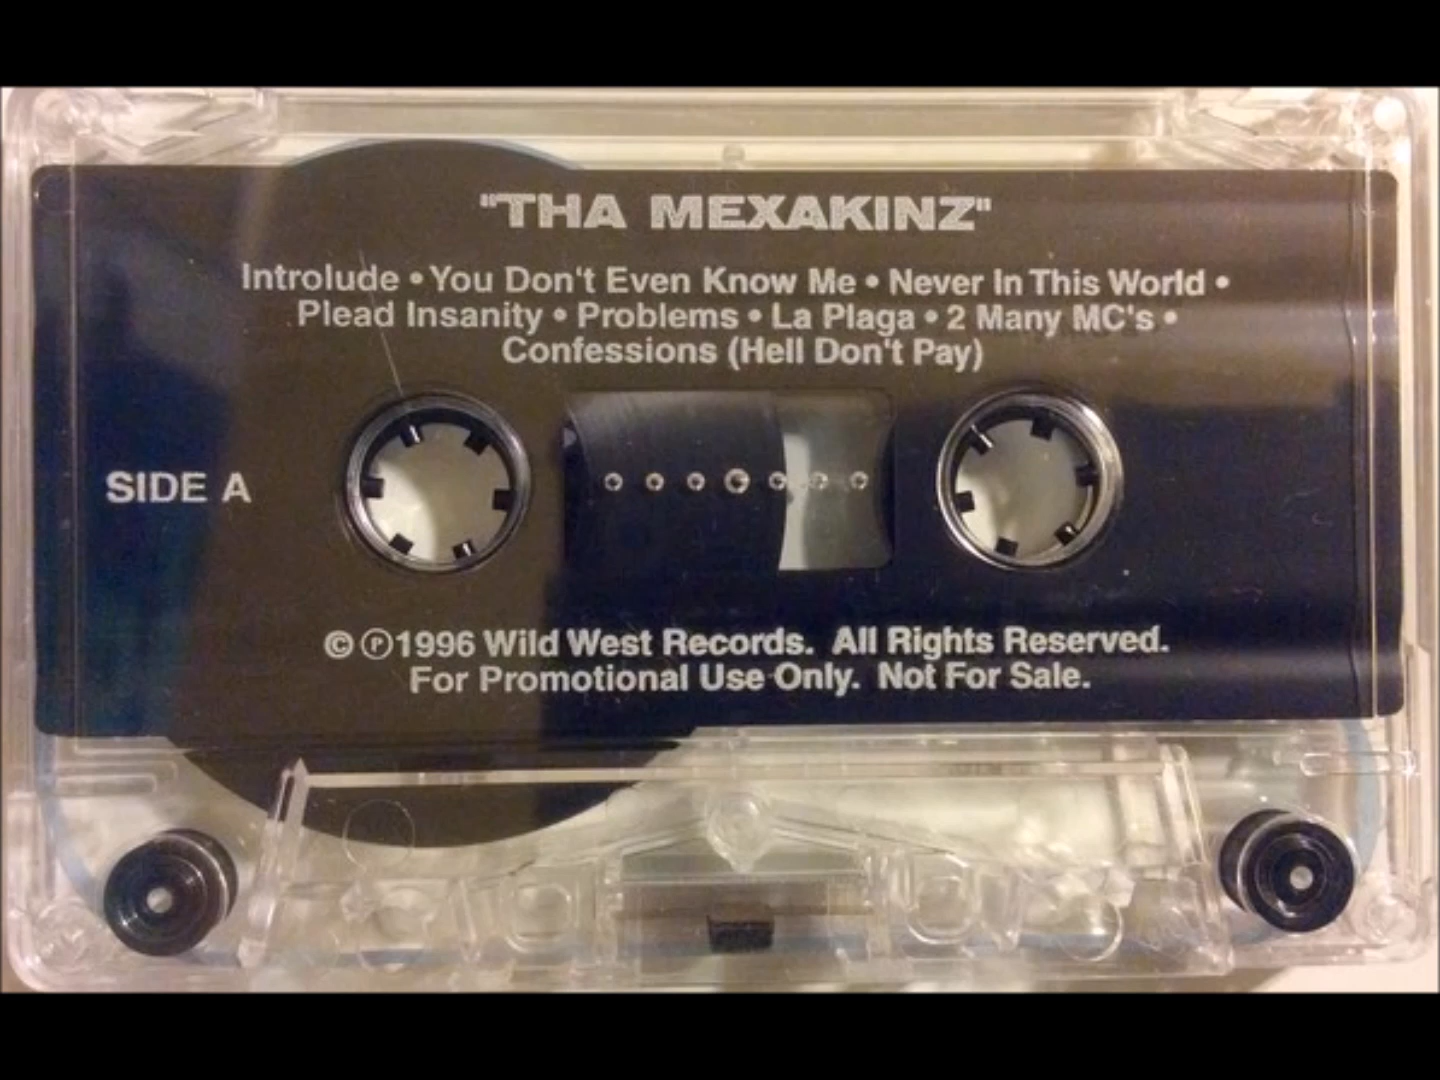 "THA MEXAKINZ"
Introlude • You Don't Even Know Me • Never In This World •
Plead Insanity • Problems • La Plaga • 2 Many MC's •
Confessions (Hell Don't Pay)
SIDE A
© ℗1996 Wild West Records. All Rights Reserved.
For Promotional Use Only. Not For Sale.